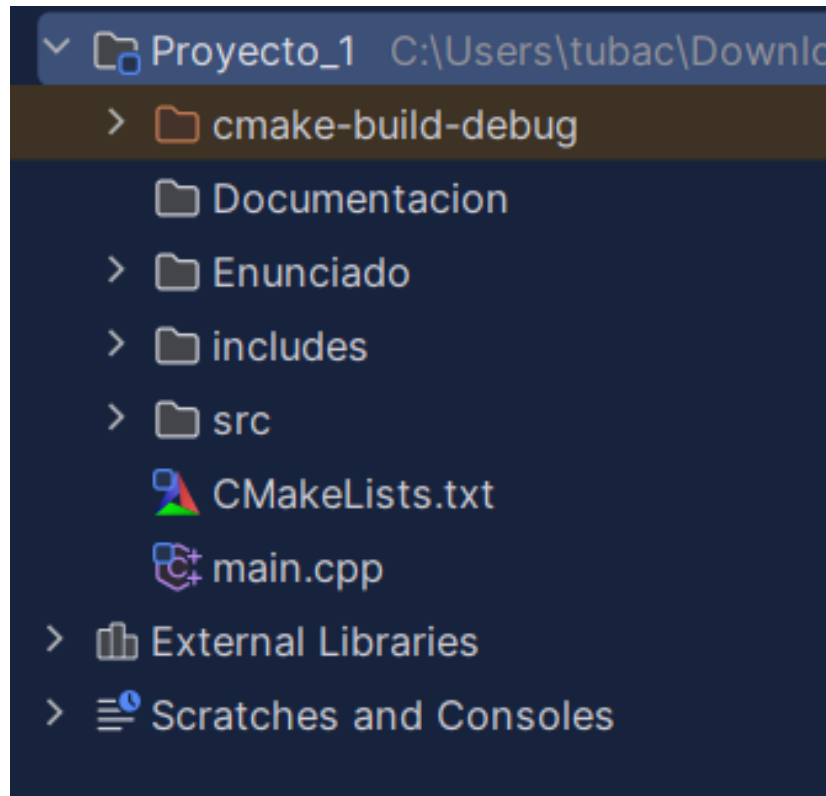 Proyecto_1 C:\Users\tubac\Downlo
cmake-build-debug
Documentacion
Enunciado
includes
src
CMakeLists.txt
main.cpp
External Libraries
Scratches and Consoles